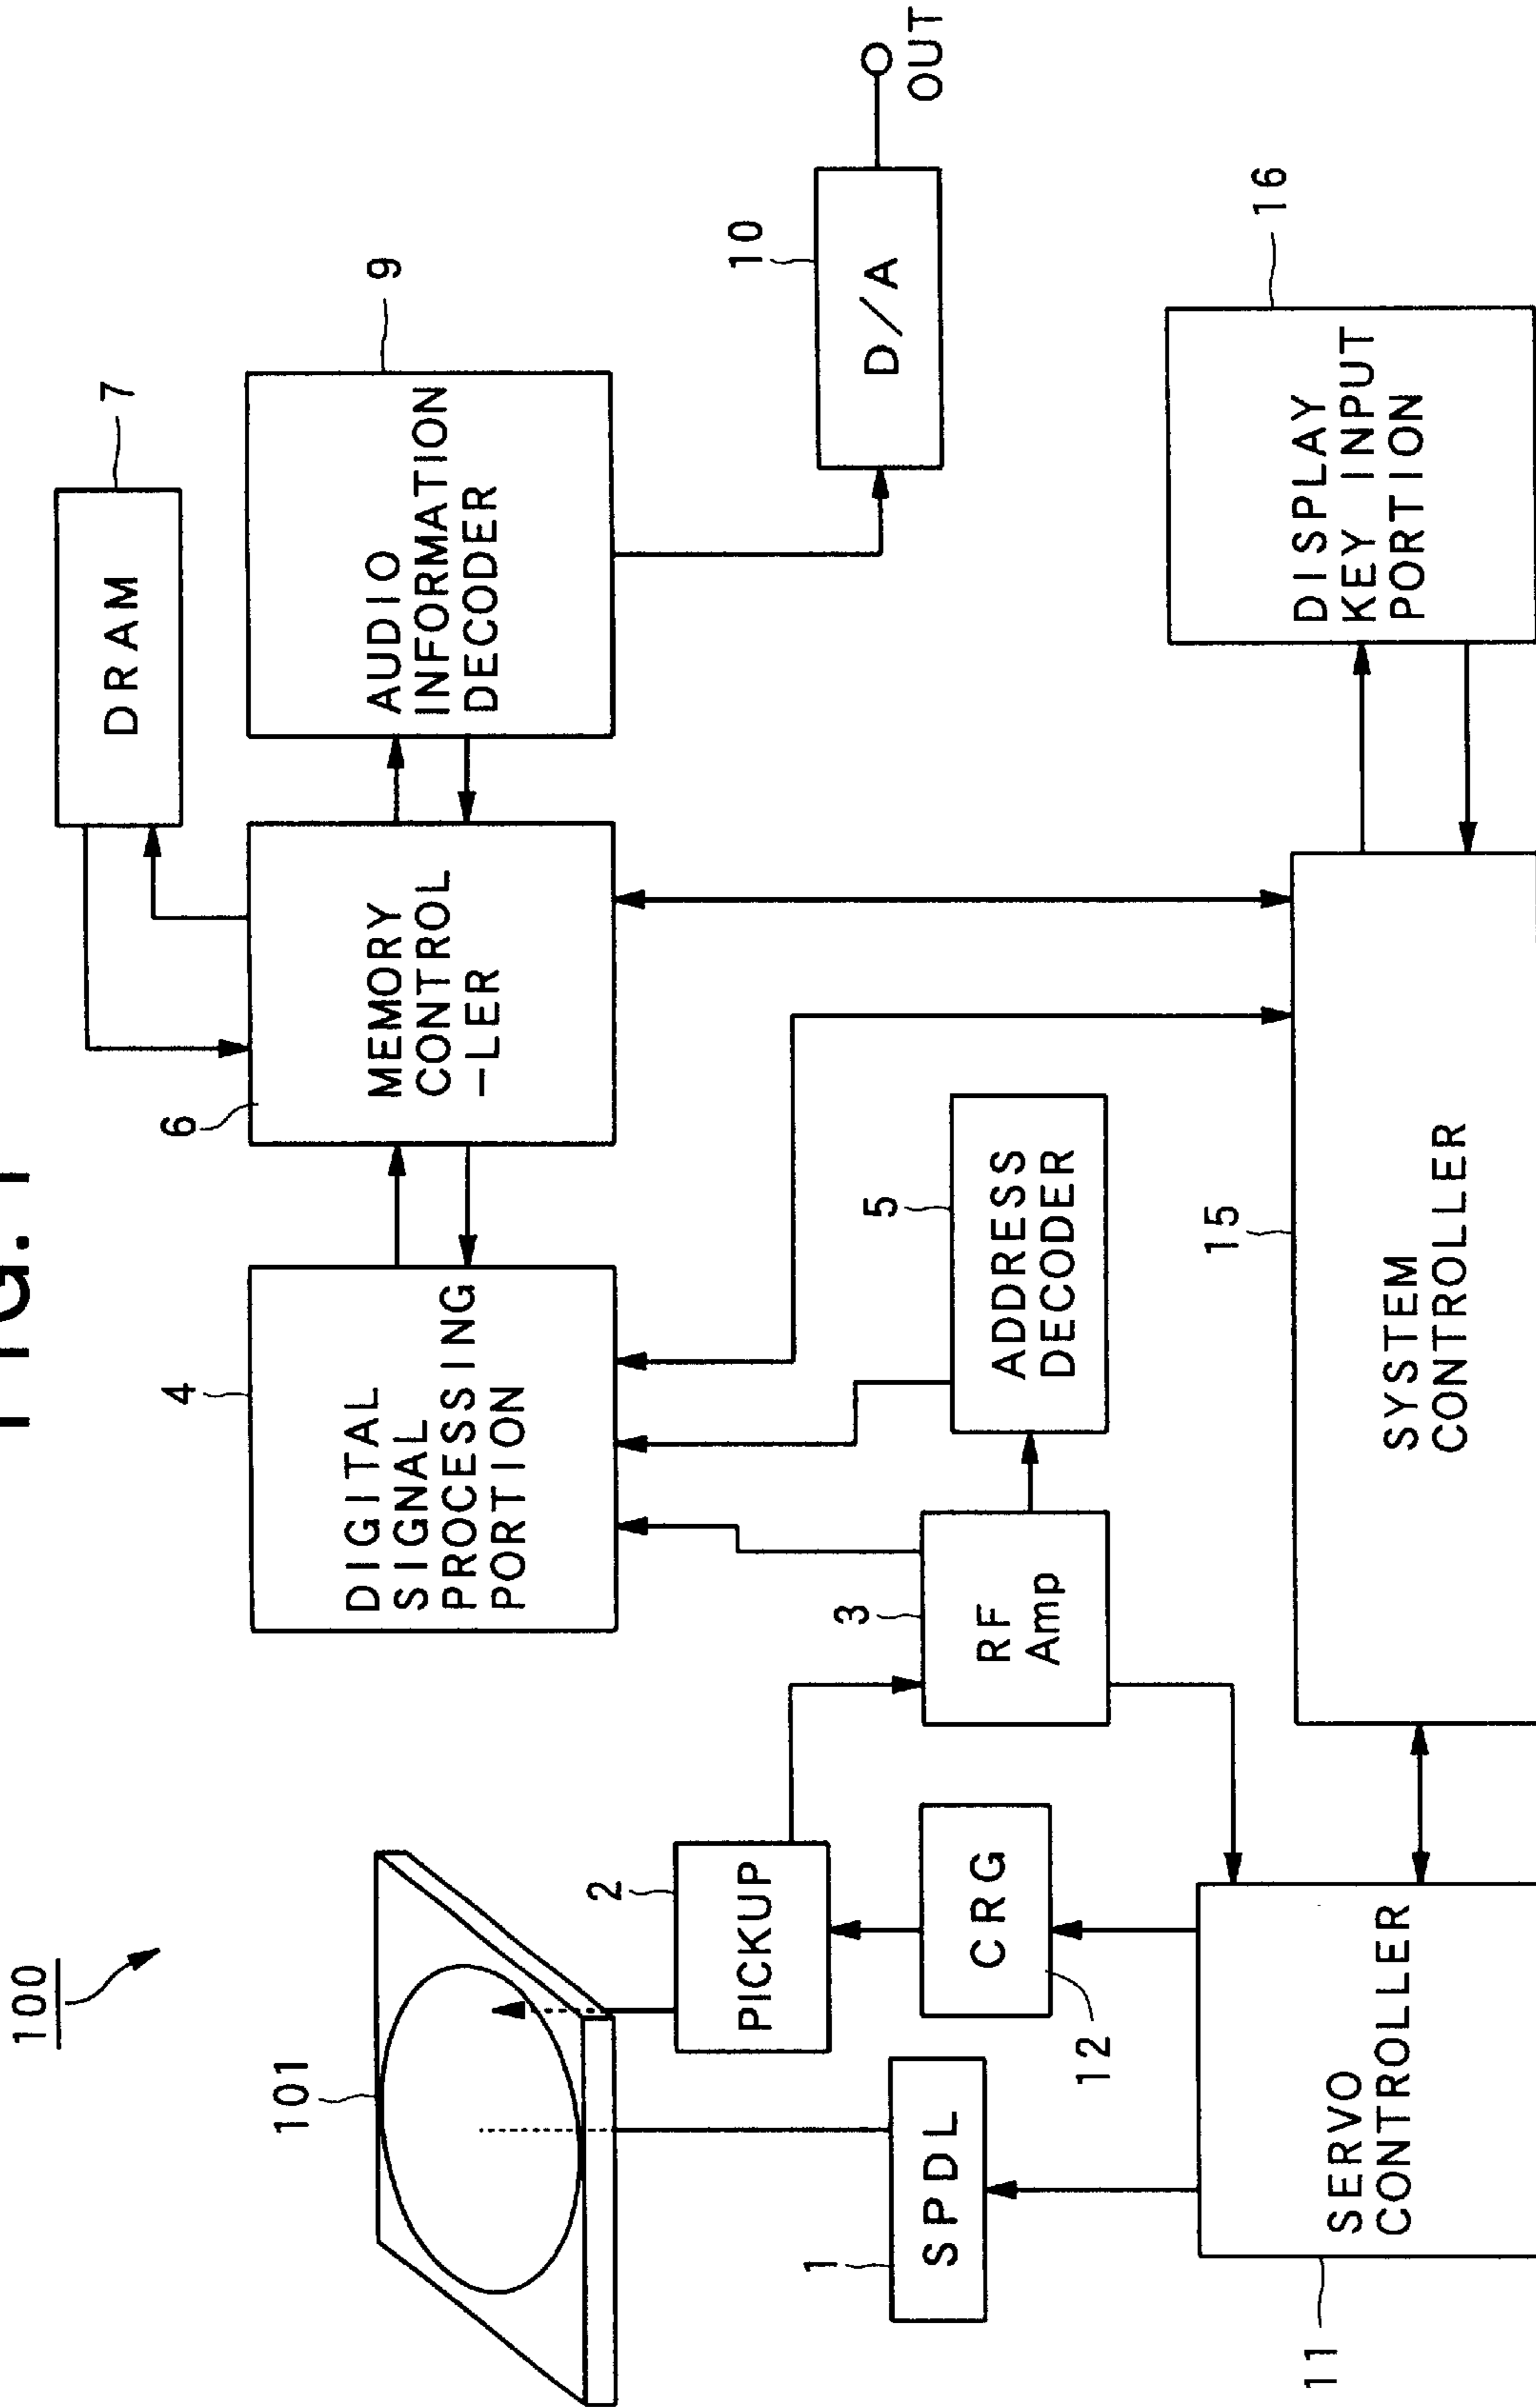 FIG. 1
100
101
4
DIGITAL
SIGNAL
PROCESSING
PORTION
6
MEMORY
CONTROL
-LER
7
DRAM
9
AUDIO
INFORMATION
DECODER
2
PICKUP
3
RF
Amp
5
ADDRESS
DECODER
10
D/A
OUT
1
SPDL
12
CRG
11
SERVO
CONTROLLER
15
SYSTEM
CONTROLLER
16
DISPLAY
KEY INPUT
PORTION